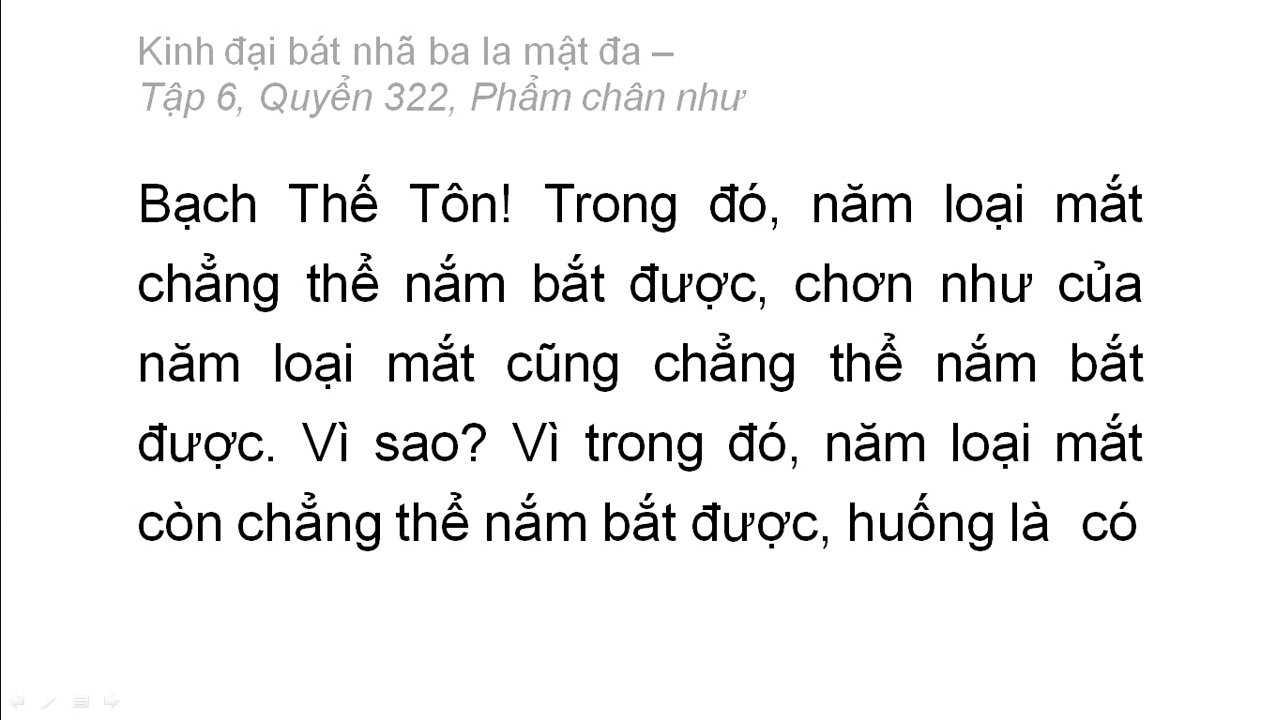 Kinh đại bát nhã ba la mật đa –
Tập 6, Quyển 322, Phẩm chân như
Bạch Thế Tôn! Trong đó, năm loại mắt
chẳng thể nắm bắt được, chơn như của
năm loại mắt cũng chẳng thể nắm bắt
được. Vì sao? Vì trong đó, năm loại mắt
còn chẳng thể nắm bắt được, huống là có